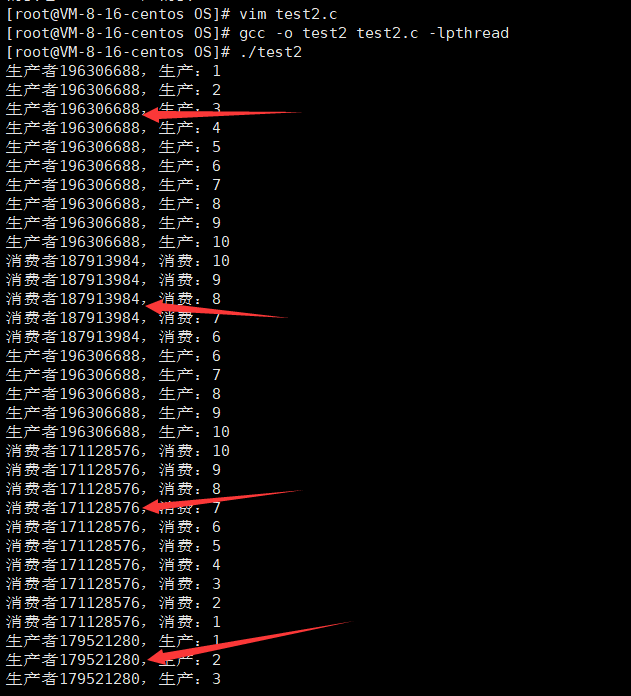 [root@VM-8-16-centos OS]# vim test2.c
[root@VM-8-16-centos OS]# gcc -o test2 test2.c -lpthread
[root@VM-8-16-centos OS]# ./test2
生产者196306688, 生产: 1
生产者196306688, 生产: 2
生产者196306688, 生产: 3
生产者196306688, 生产: 4
生产者196306688, 生产: 5
生产者196306688, 生产: 6
生产者196306688, 生产: 7
生产者196306688, 生产: 8
生产者196306688, 生产: 9
生产者196306688, 生产: 10
消费者187913984, 消费: 10
消费者187913984, 消费: 9
消费者187913984, 消费: 8
消费者187913984, 消费: 7
消费者187913984, 消费: 6
生产者196306688, 生产: 6
生产者196306688, 生产: 7
生产者196306688, 生产: 8
生产者196306688, 生产: 9
生产者196306688, 生产: 10
消费者171128576, 消费: 10
消费者171128576, 消费: 9
消费者171128576, 消费: 8
消费者171128576, 消费: 7
消费者171128576, 消费: 6
消费者171128576, 消费: 5
消费者171128576, 消费: 4
消费者171128576, 消费: 3
消费者171128576, 消费: 2
消费者171128576, 消费: 1
生产者179521280, 生产: 1
生产者179521280, 生产: 2
生产者179521280, 生产: 3